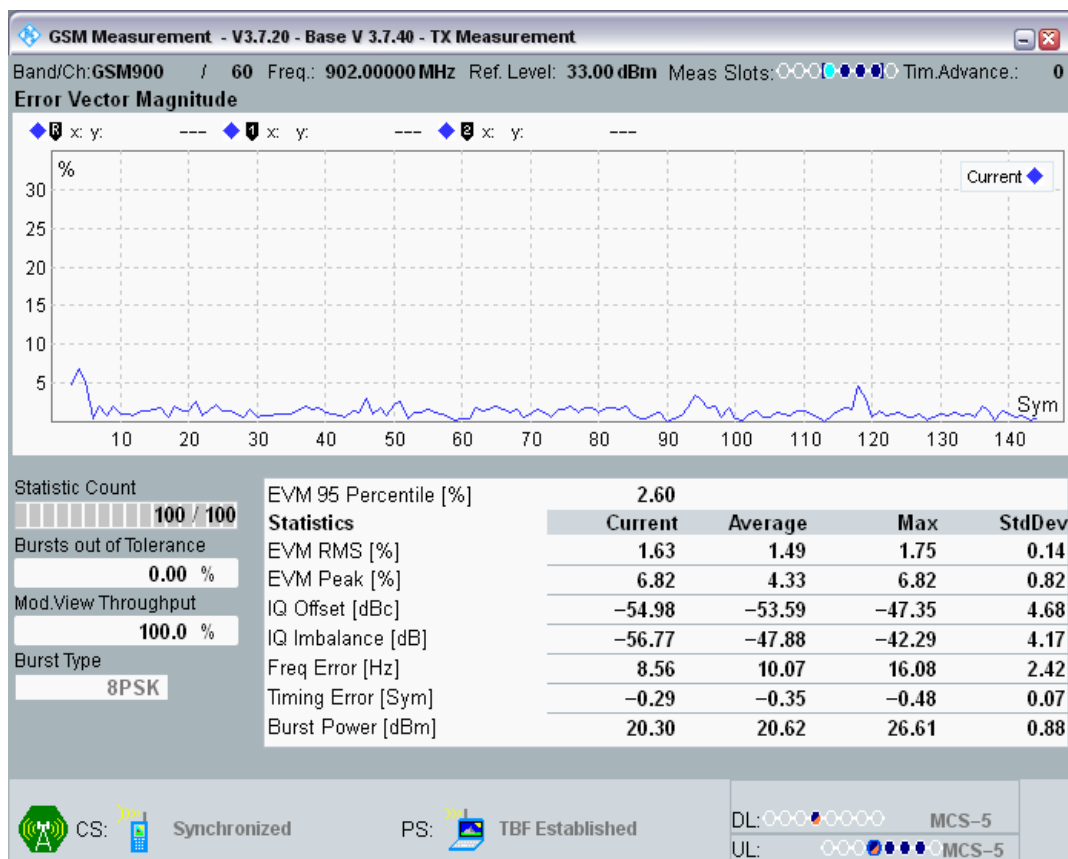 GSM Measurement - V3.7.20 - Base V 3.7.40 - TX Measurement
Band/Ch:GSM900 / 60 Freq.: 902.00000 MHz Ref. Level: 33.00 dBm Meas Slots: Tim.Advance.: 0
Error Vector Magnitude
R x: y: --- 1 x: y: --- 2 x: y: ---
%
Current
30
25
20
15
10
5
Sym
10 20 30 40 50 60 70 80 90 100 110 120 130 140
Statistic Count
100 / 100
Bursts out of Tolerance
0.00 %
Mod.View Throughput
100.0 %
Burst Type
8PSK
EVM 95 Percentile [%] 2.60
Statistics Current Average Max StdDev
EVM RMS [%] 1.63 1.49 1.75 0.14
EVM Peak [%] 6.82 4.33 6.82 0.82
IQ Offset [dBc] −54.98 −53.59 −47.35 4.68
IQ Imbalance [dB] −56.77 −47.88 −42.29 4.17
Freq Error [Hz] 8.56 10.07 16.08 2.42
Timing Error [Sym] −0.29 −0.35 −0.48 0.07
Burst Power [dBm] 20.30 20.62 26.61 0.88
CS: Synchronized PS: TBF Established
DL: MCS−5
UL: MCS−5